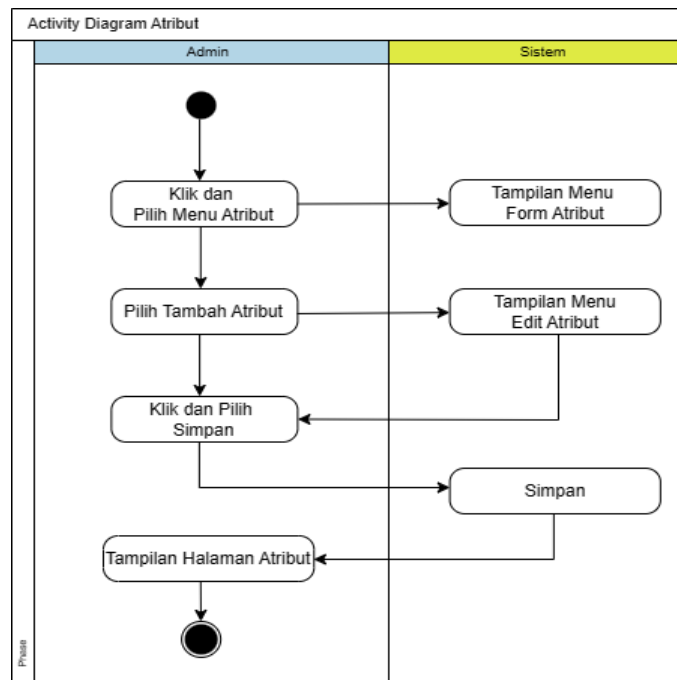 Activity Diagram Atribut
Admin
Sistem
Klik dan
Pilih Menu Atribut
Tampilan Menu
Form Atribut
Pilih Tambah Atribut
Tampilan Menu
Edit Atribut
Klik dan Pilih
Simpan
Simpan
Tampilan Halaman Atribut
Phase